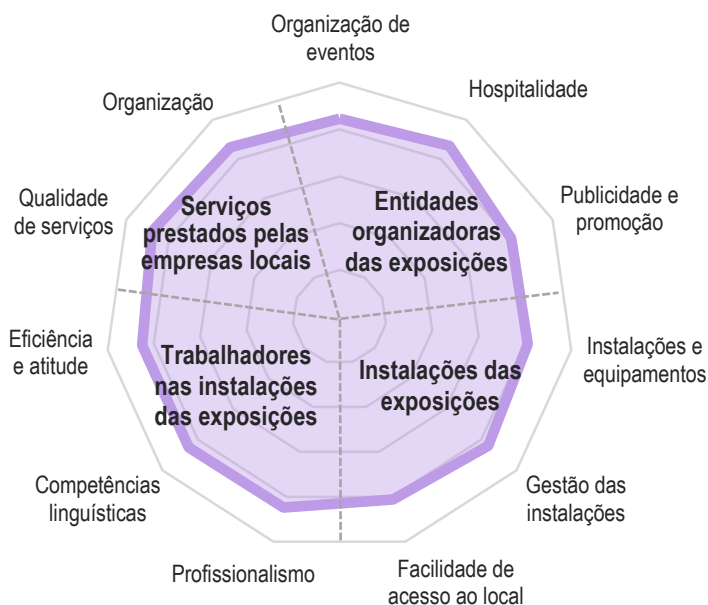 Organização de
eventos
Hospitalidade
Organização
Publicidade e
promoção
Qualidade
de serviços
Serviços
prestados pelas
empresas locais
Entidades
organizadoras
das exposições
Eficiência
e atitude
Instalações e
equipamentos
Trabalhadores
nas instalações
das exposições
Instalações das
exposições
Competências
linguísticas
Gestão das
instalações
Profissionalismo
Facilidade de
acesso ao local